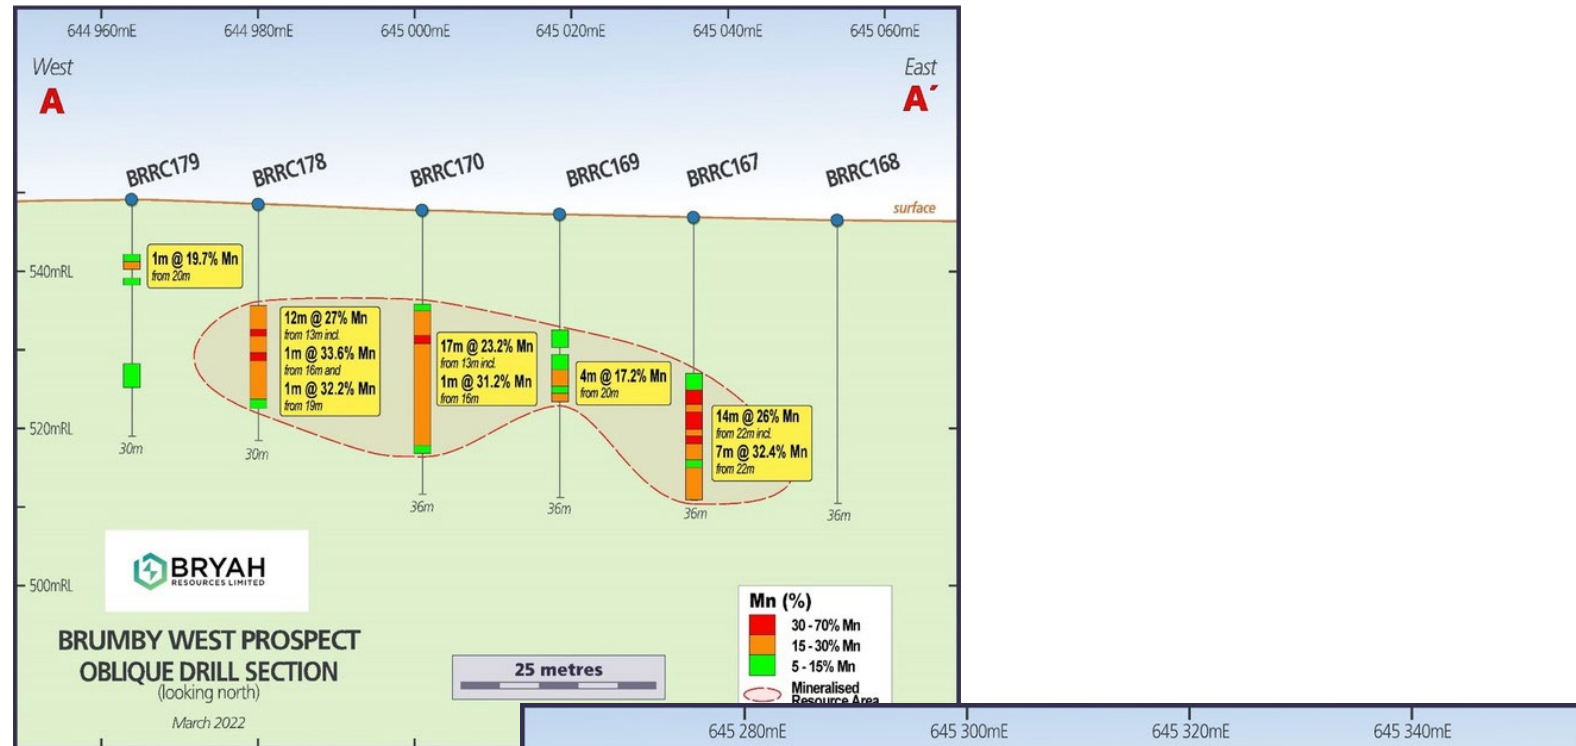 644 960mE 644 980mE 645 000mE 645 020mE 645 040mE 645 060mE
West East
A A´
BRRC179 BRRC178 BRRC170 BRRC169 BRRC167 BRRC168
surface
540mRL
1m @ 19.7% Mn
from 20m
12m @ 27% Mn
from 13m incl.
1m @ 33.6% Mn
from 16m and
1m @ 32.2% Mn
from 19m
17m @ 23.2% Mn
from 13m incl.
1m @ 31.2% Mn
from 16m
4m @ 17.2% Mn
from 20m
14m @ 26% Mn
from 22m incl.
7m @ 32.4% Mn
from 22m
520mRL
30m 30m 36m 36m 36m 36m
500mRL
BRYAH
RESOURCES LIMITED
BRUMBY WEST PROSPECT
OBLIQUE DRILL SECTION
(looking north)
March 2022
25 metres
Mn (%)
30 - 70% Mn
15 - 30% Mn
5 - 15% Mn
Mineralised
Resource Area
645 280mE 645 300mE 645 320mE 645 340mE